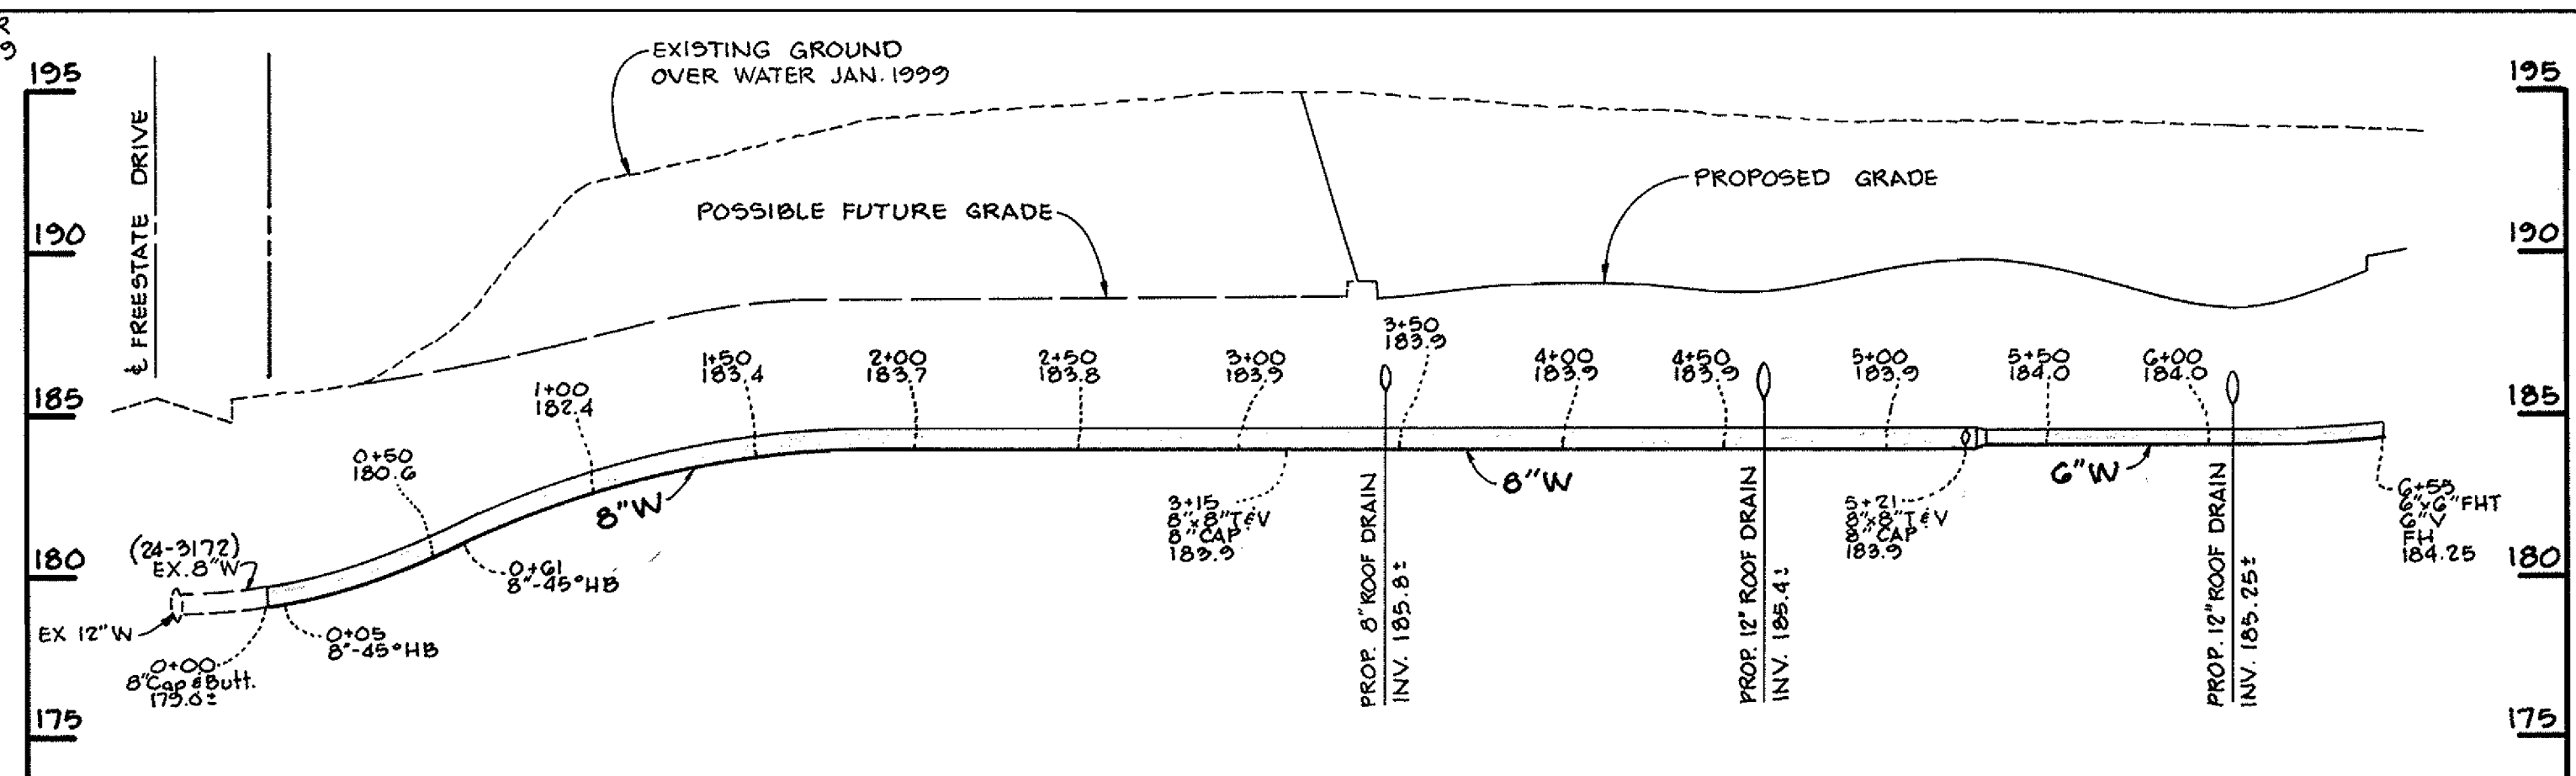 R
9
195
190
185
180
175
℄ FREESTATE DRIVE
EXISTING GROUND
OVER WATER JAN. 1999
POSSIBLE FUTURE GRADE
PROPOSED GRADE
195
190
185
180
175
0+50
180.6
1+00
182.4
1+50
183.4
2+00
183.7
2+50
183.8
3+00
183.9
3+50
183.9
4+00
183.9
4+50
183.9
5+00
183.9
5+50
184.0
6+00
184.0
(24-3172)
EX. 8"W
EX 12"W
0+00
8"Cap & Butt.
179.0±
0+05
8"-45°HB
0+61
8"-45°HB
8"W
3+15
8"x8"T&V
8"CAP
183.9
PROP. 8" ROOF DRAIN
INV. 185.8±
8"W
PROP. 12" ROOF DRAIN
INV. 185.4±
5+21
8"x8"T&V
8"CAP
183.9
6"W
PROP. 12" ROOF DRAIN
INV. 185.25±
6+55
6"x6"FHT
6"V
FH
184.25